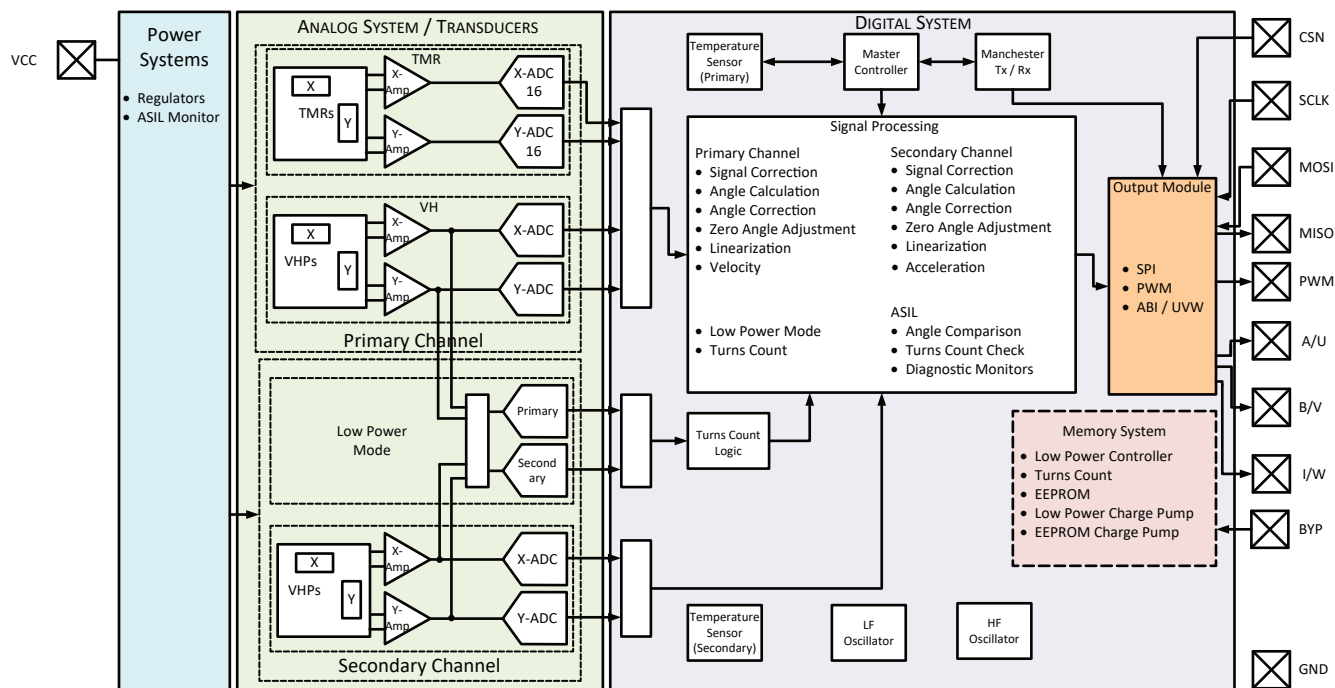 VCC
Power
Systems
• Regulators
• ASIL Monitor
ANALOG SYSTEM / TRANSDUCERS
TMR
X
TMRs
Y
X-
Amp
Y-
Amp
X-ADC
16
Y-ADC
16
VH
X
VHPs
Y
X-
Amp
Y-
Amp
X-ADC
Y-ADC
Primary Channel
Low Power
Mode
Primary
Second
ary
X
VHPs
Y
X-
Amp
Y-
Amp
X-ADC
Y-ADC
Secondary Channel
DIGITAL SYSTEM
Temperature
Sensor
(Primary)
Master
Controller
Manchester
Tx / Rx
Signal Processing
Primary Channel
• Signal Correction
• Angle Calculation
• Angle Correction
• Zero Angle Adjustment
• Linearization
• Velocity
• Low Power Mode
• Turns Count
Secondary Channel
• Signal Correction
• Angle Calculation
• Angle Correction
• Zero Angle Adjustment
• Linearization
• Acceleration
ASIL
• Angle Comparison
• Turns Count Check
• Diagnostic Monitors
Turns Count
Logic
Output Module
• SPI
• PWM
• ABI / UVW
Memory System
• Low Power Controller
• Turns Count
• EEPROM
• Low Power Charge Pump
• EEPROM Charge Pump
Temperature
Sensor
(Secondary)
LF
Oscillator
HF
Oscillator
CSN
SCLK
MOSI
MISO
PWM
A/U
B/V
I/W
BYP
GND